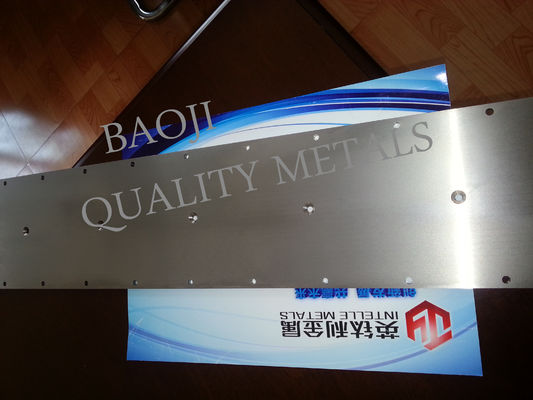 BAOJI
QUALITY METALS
英钛利金属
INTELLE METALS